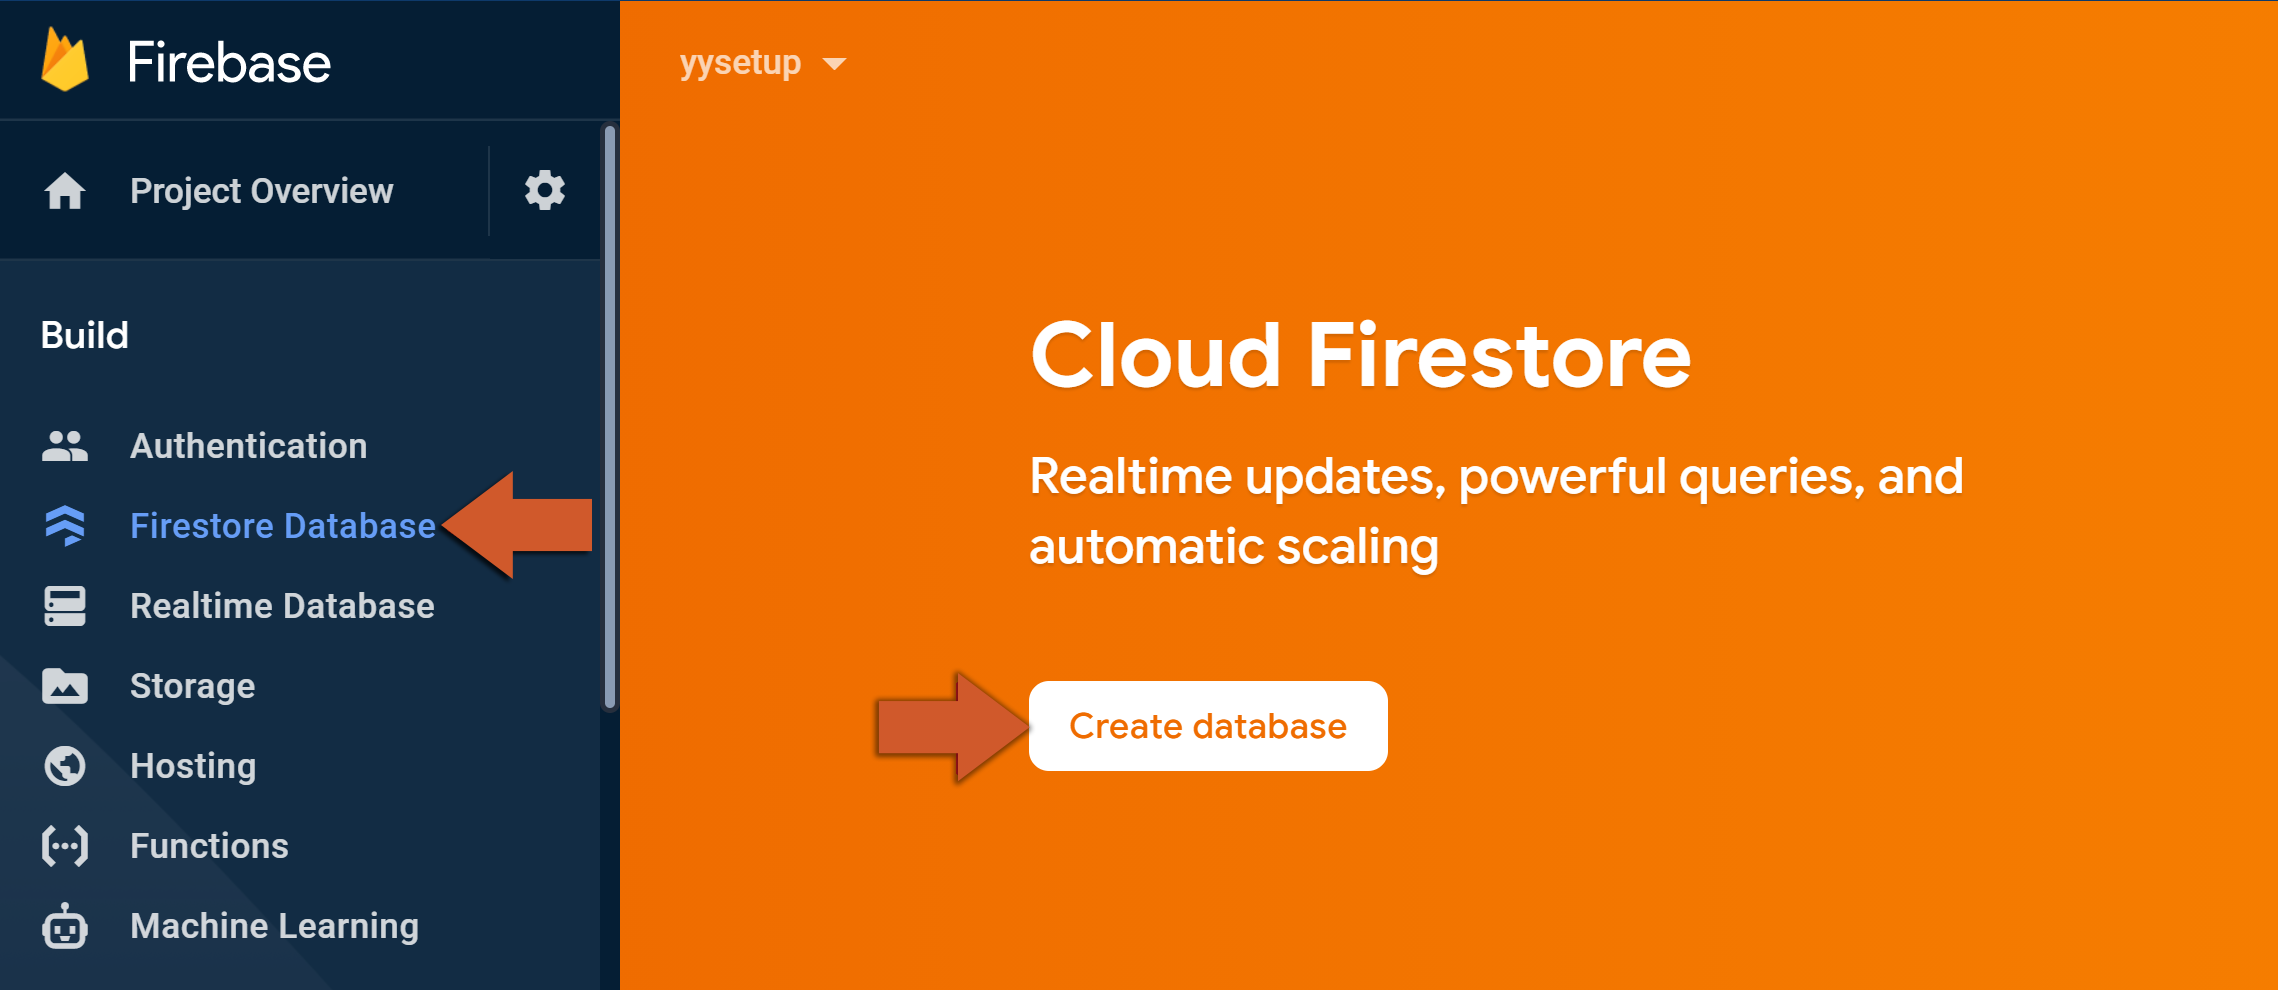 Firebase
Project Overview
Build
Authentication
Firestore Database
Realtime Database
Storage
Hosting
Functions
Machine Learning
yysetup
Cloud Firestore
Realtime updates, powerful queries, and
automatic scaling
Create database